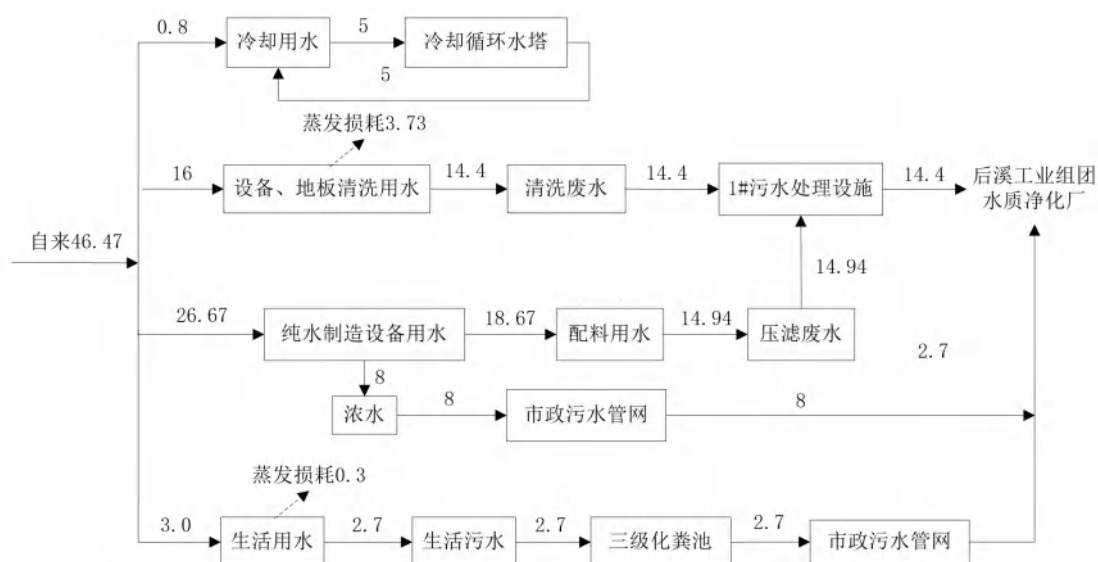 0.8
冷却用水
5
冷却循环水塔
5
蒸发损耗3.73
16
设备、地板清洗用水
14.4
清洗废水
14.4
1#污水处理设施
14.4
后溪工业组团
水质净化厂
自来46.47
14.94
26.67
纯水制造设备用水
18.67
配料用水
14.94
压滤废水
2.7
8
浓水
8
市政污水管网
8
蒸发损耗0.3
3.0
生活用水
2.7
生活污水
2.7
三级化粪池
2.7
市政污水管网